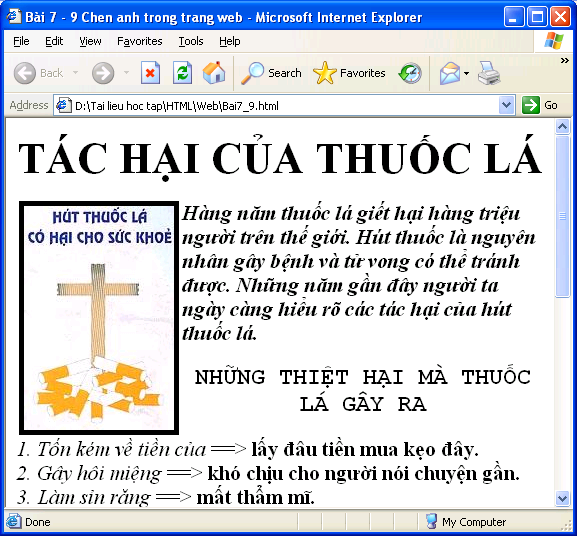 Bài 7 - 9 Chen anh trong trang web - Microsoft Internet Explorer
File Edit View Favorites Tools Help
Back Search Favorites
Address D:\Tai lieu hoc tap\HTML\Web\Bai7_9.html Go
TÁC HẠI CỦA THUỐC LÁ
HÚT THUỐC LÁ
CÓ HẠI CHO SỨC KHOẺ
Hàng năm thuốc lá giết hại hàng triệu
người trên thế giới. Hút thuốc là nguyên
nhân gây bệnh và tử vong có thể tránh
được. Những năm gần đây người ta
ngày càng hiểu rõ các tác hại của hút
thuốc lá.
NHỮNG THIỆT HẠI MÀ THUỐC
LÁ GÂY RA
1. Tốn kém về tiền của ==> lấy đâu tiền mua kẹo đây.
2. Gây hôi miệng ==> khó chịu cho người nói chuyện gần.
3. Làm sin răng ==> mất thẩm mĩ.
Done My Computer